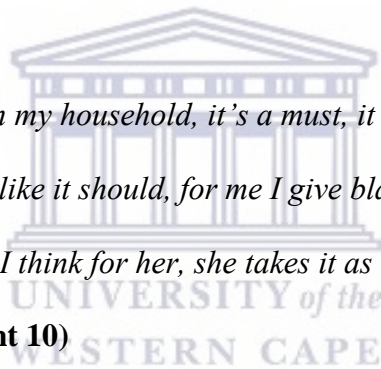 n my household, it's a must, it
like it should, for me I give bla
I think for her, she takes it as
UNIVERSITY of the
nt 10)
WESTERN CAPE